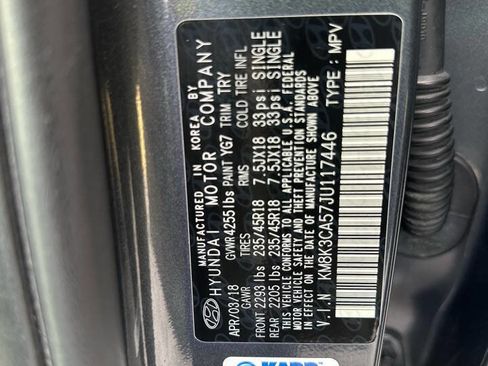 MANUFACTURED IN KOREA BY
HYUNDAI MOTOR COMPANY
APR/03/18 GVWR 4255 lbs PAINT YG7 TRIM TRY
GAWR TIRES RIMS COLD TIRE INFL
FRONT 2293 lbs 235/45R18 7.5JX18 33psi SINGLE
REAR 2205 lbs 235/45R18 7.5JX18 33psi SINGLE
THIS VEHICLE CONFORMS TO ALL APPLICABLE U.S.A. FEDERAL
MOTOR VEHICLE SAFETY AND THEFT PREVENTION STANDARDS
IN EFFECT ON THE DATE OF MANUFACTURE SHOWN ABOVE.
V.I.N: KM8K3CA57JU117446 TYPE: MPV